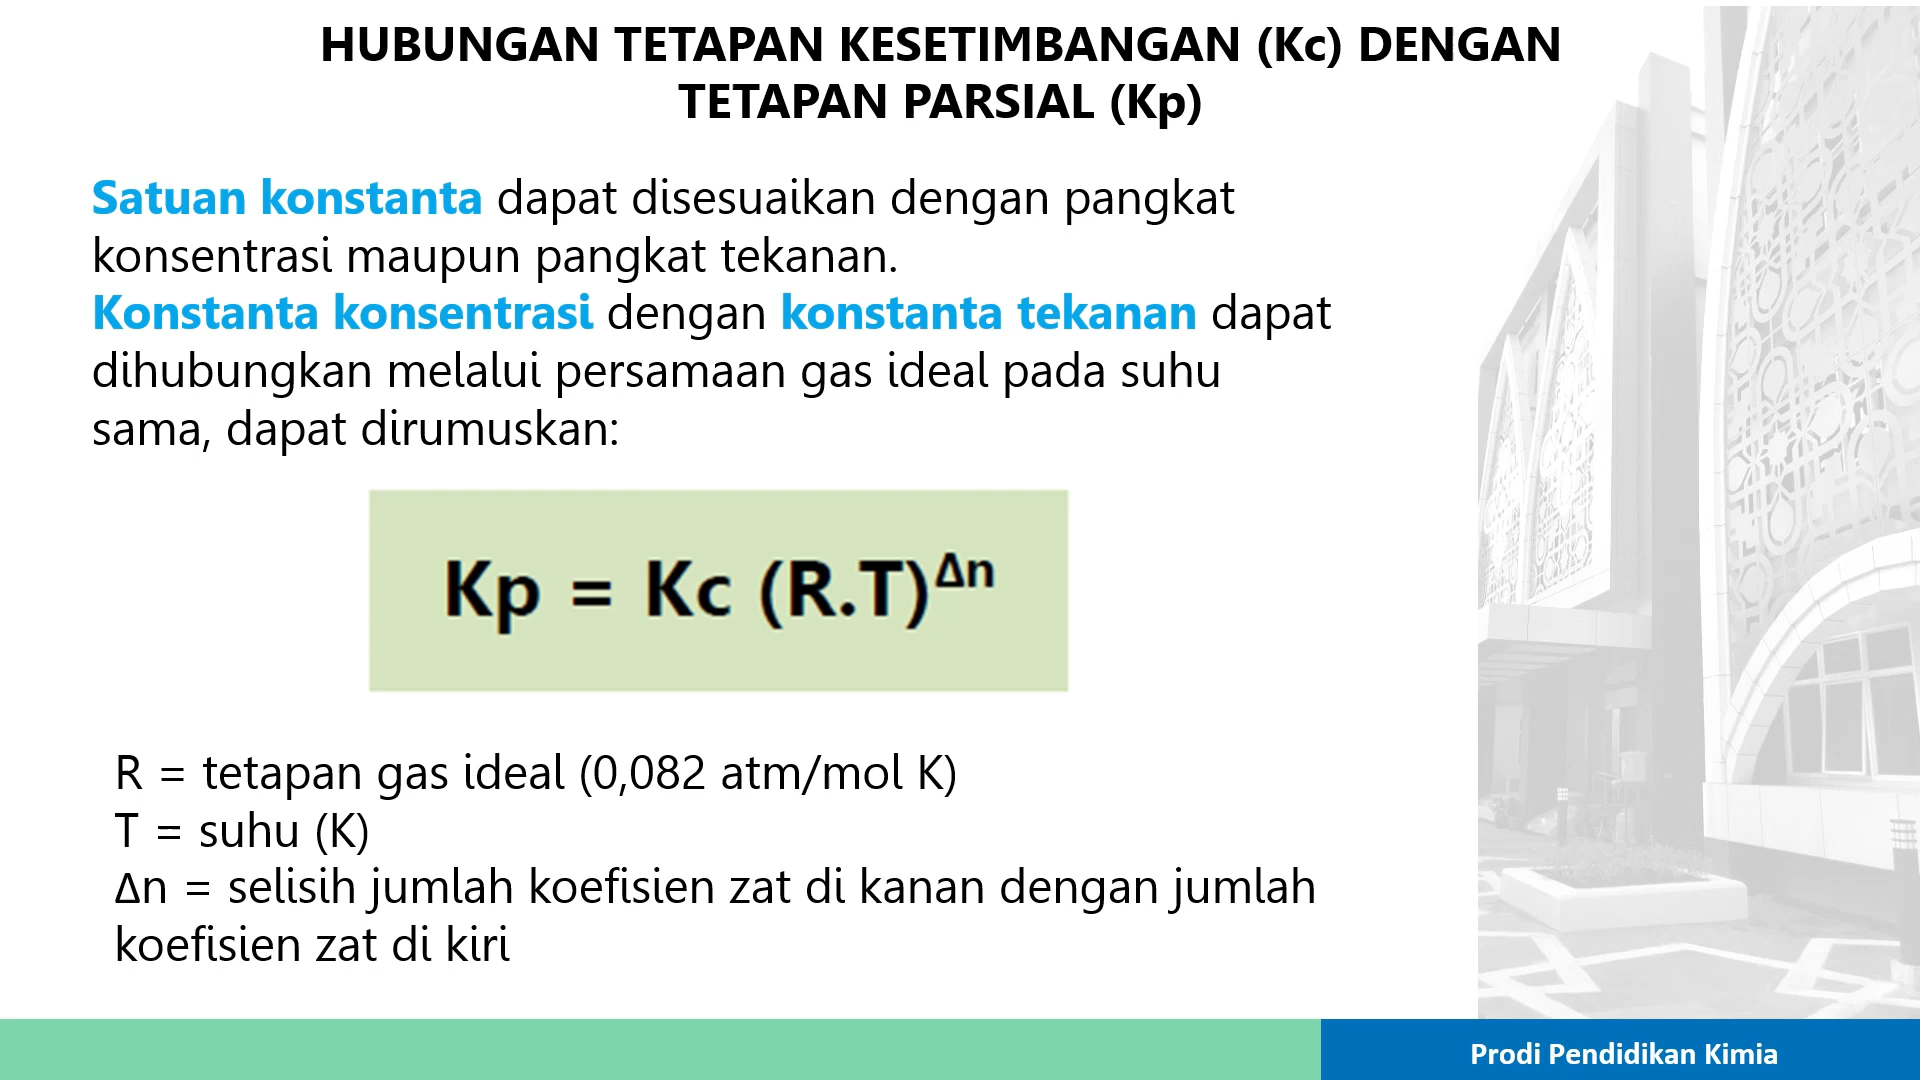 HUBUNGAN TETAPAN KESETIMBANGAN (Kc) DENGAN
TETAPAN PARSIAL (Kp)
Satuan konstanta dapat disesuaikan dengan pangkat
konsentrasi maupun pangkat tekanan.
Konstanta konsentrasi dengan konstanta tekanan dapat
dihubungkan melalui persamaan gas ideal pada suhu
sama, dapat dirumuskan:
Kp = Kc (R.T)^Δn
R = tetapan gas ideal (0,082 atm/mol K)
T = suhu (K)
Δn = selisih jumlah koefisien zat di kanan dengan jumlah
koefisien zat di kiri
Prodi Pendidikan Kimia